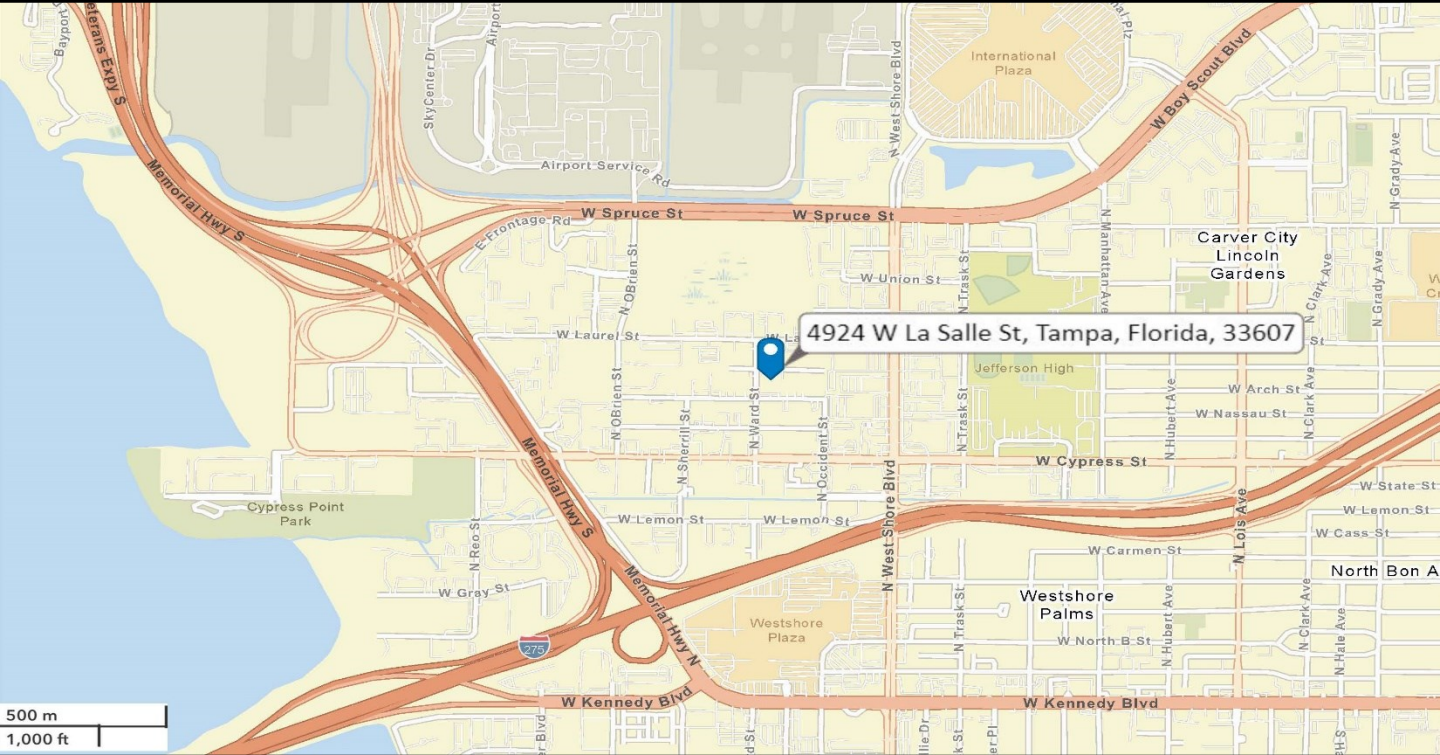 Bayport
Veterans Expy S
SkyCenter Dr
Airport
N West Shore Blvd
International
Plaza
W Boy Scout Blvd
Memorial Hwy S
Airport Service Rd
N Grady Ave
W Spruce St
W Spruce St
E Frontage Rd
N OBrien St
N Manhattan Ave
Carver City
Lincoln
Gardens
W Union St
N Trask St
N Clark Ave
N Grady Ave
W Laurel St
W La
4924 W La Salle St, Tampa, Florida, 33607
St
Jefferson High
W Arch St
W Nassau St
N OBrien St
N Sherrill St
N Ward St
N Occident St
N Trask St
N Hubert Ave
N Clark Ave
W Cypress St
Memorial Hwy S
N West Shore Blvd
W State St
Cypress Point
Park
W Lemon St
W Lemon St
W Lemon St
N Lois Ave
W Cass St
N Reo St
W Carmen St
North Bon A
W Gray St
Memorial Hwy N
Westshore
Palms
Westshore
Plaza
N Trask St
N Hubert Ave
N Clark Ave
N Hale Ave
W North B St
275
W Kennedy Blvd
W Kennedy Blvd
500 m
1,000 ft